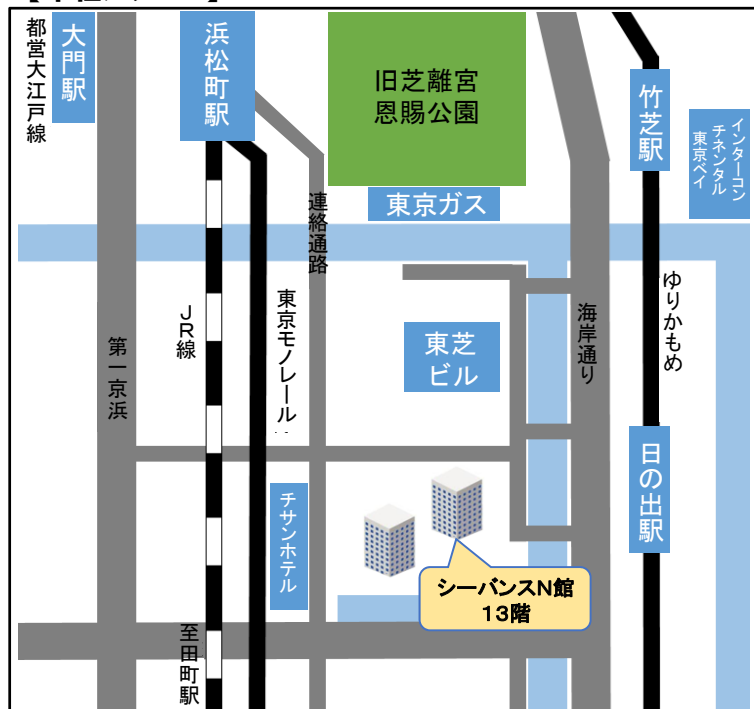 都営大江戸線
大門駅
浜松町駅
旧芝離宮
恩賜公園
竹芝駅
インターコン
チネンタル
東京ベイ
東京ガス
連絡通路
ゆりかもめ
JR線
東京モノレール
海岸通り
第一京浜
東芝
ビル
日の出駅
チサンホテル
シーバンスN館
13階
至田町駅